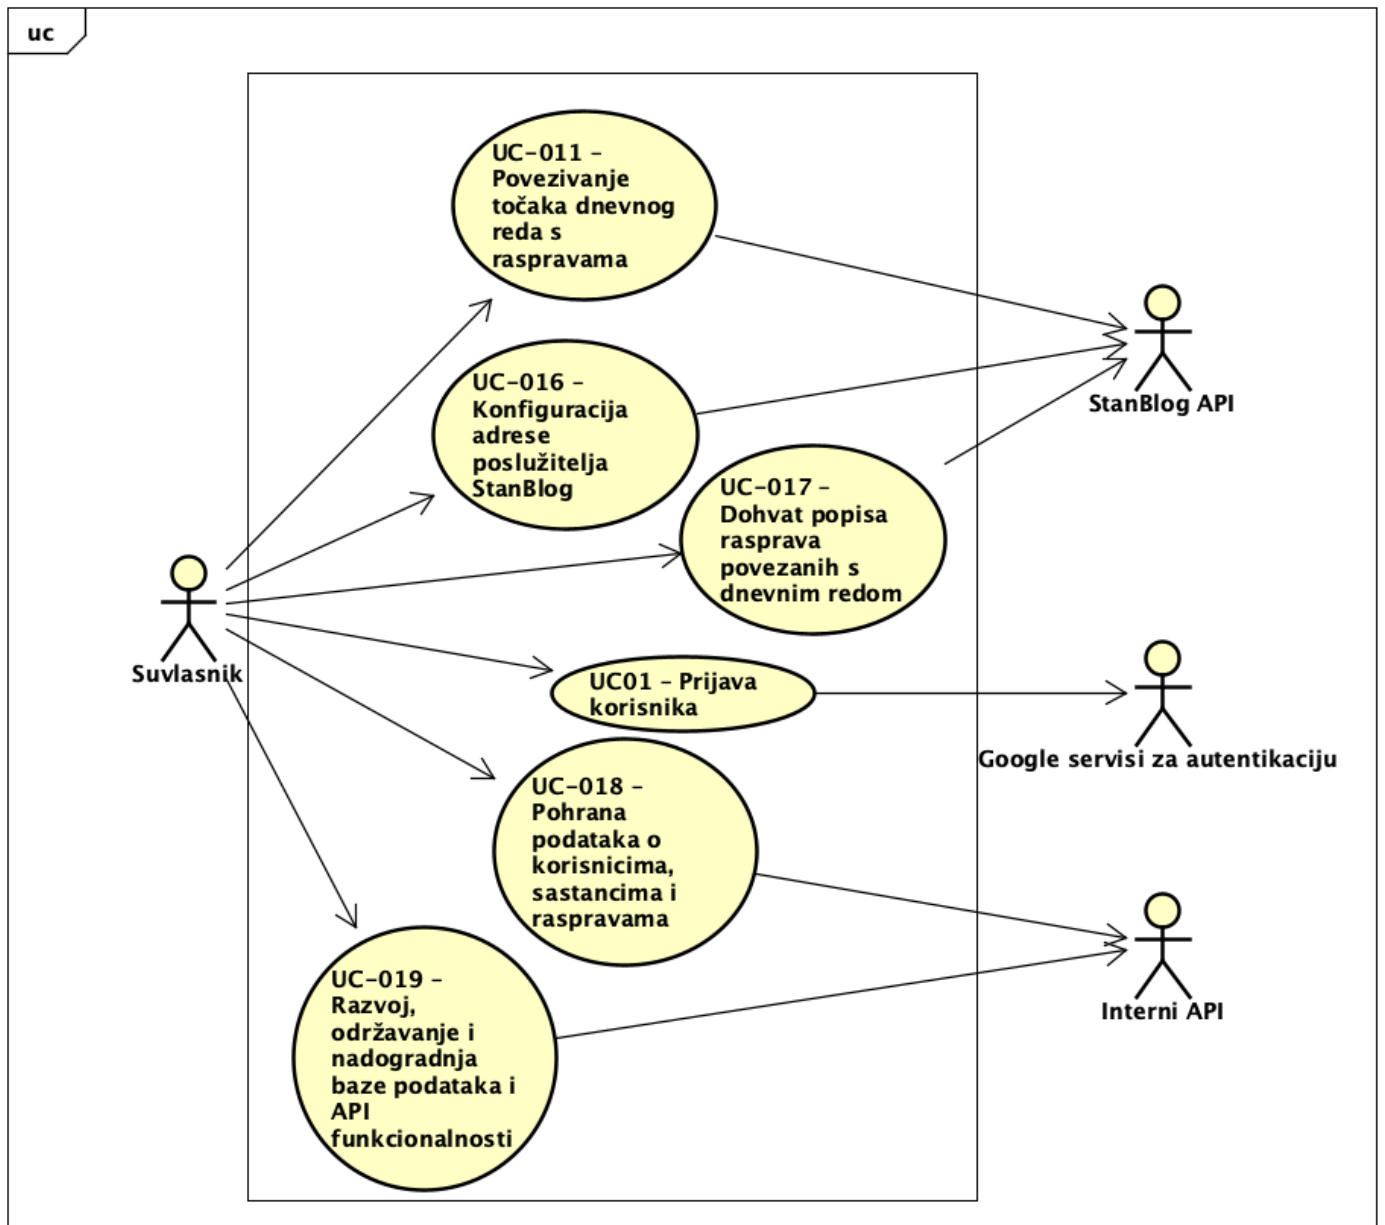 uc
UC-011 –
Povezivanje
točaka dnevnog
reda s
raspravama
UC-016 –
Konfiguracija
adrese
poslužitelja
StanBlog
StanBlog API
UC-017 –
Dohvat popisa
rasprava
povezanih s
dnevnim redom
Suvlasnik
UC01 – Prijava
korisnika
Google servisi za autentikaciju
UC-018 –
Pohrana
podataka o
korisnicima,
sastancima i
raspravama
UC-019 –
Razvoj,
održavanje i
nadogradnja
baze podataka i
API
funkcionalnosti
Interni API